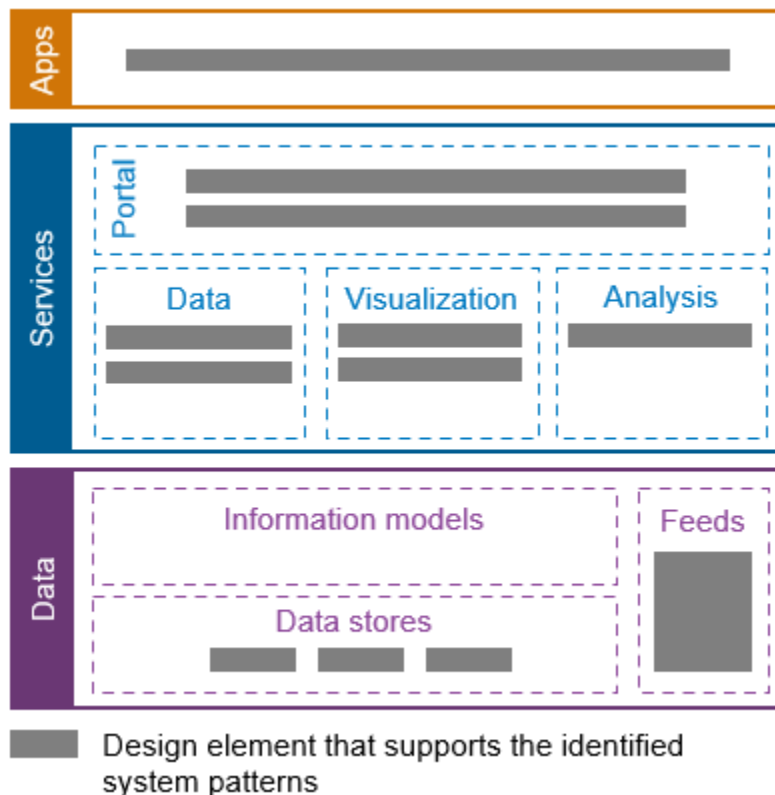 Apps
Services
Portal
Data
Visualization
Analysis
Data
Information models
Feeds
Data stores
Design element that supports the identified
system patterns